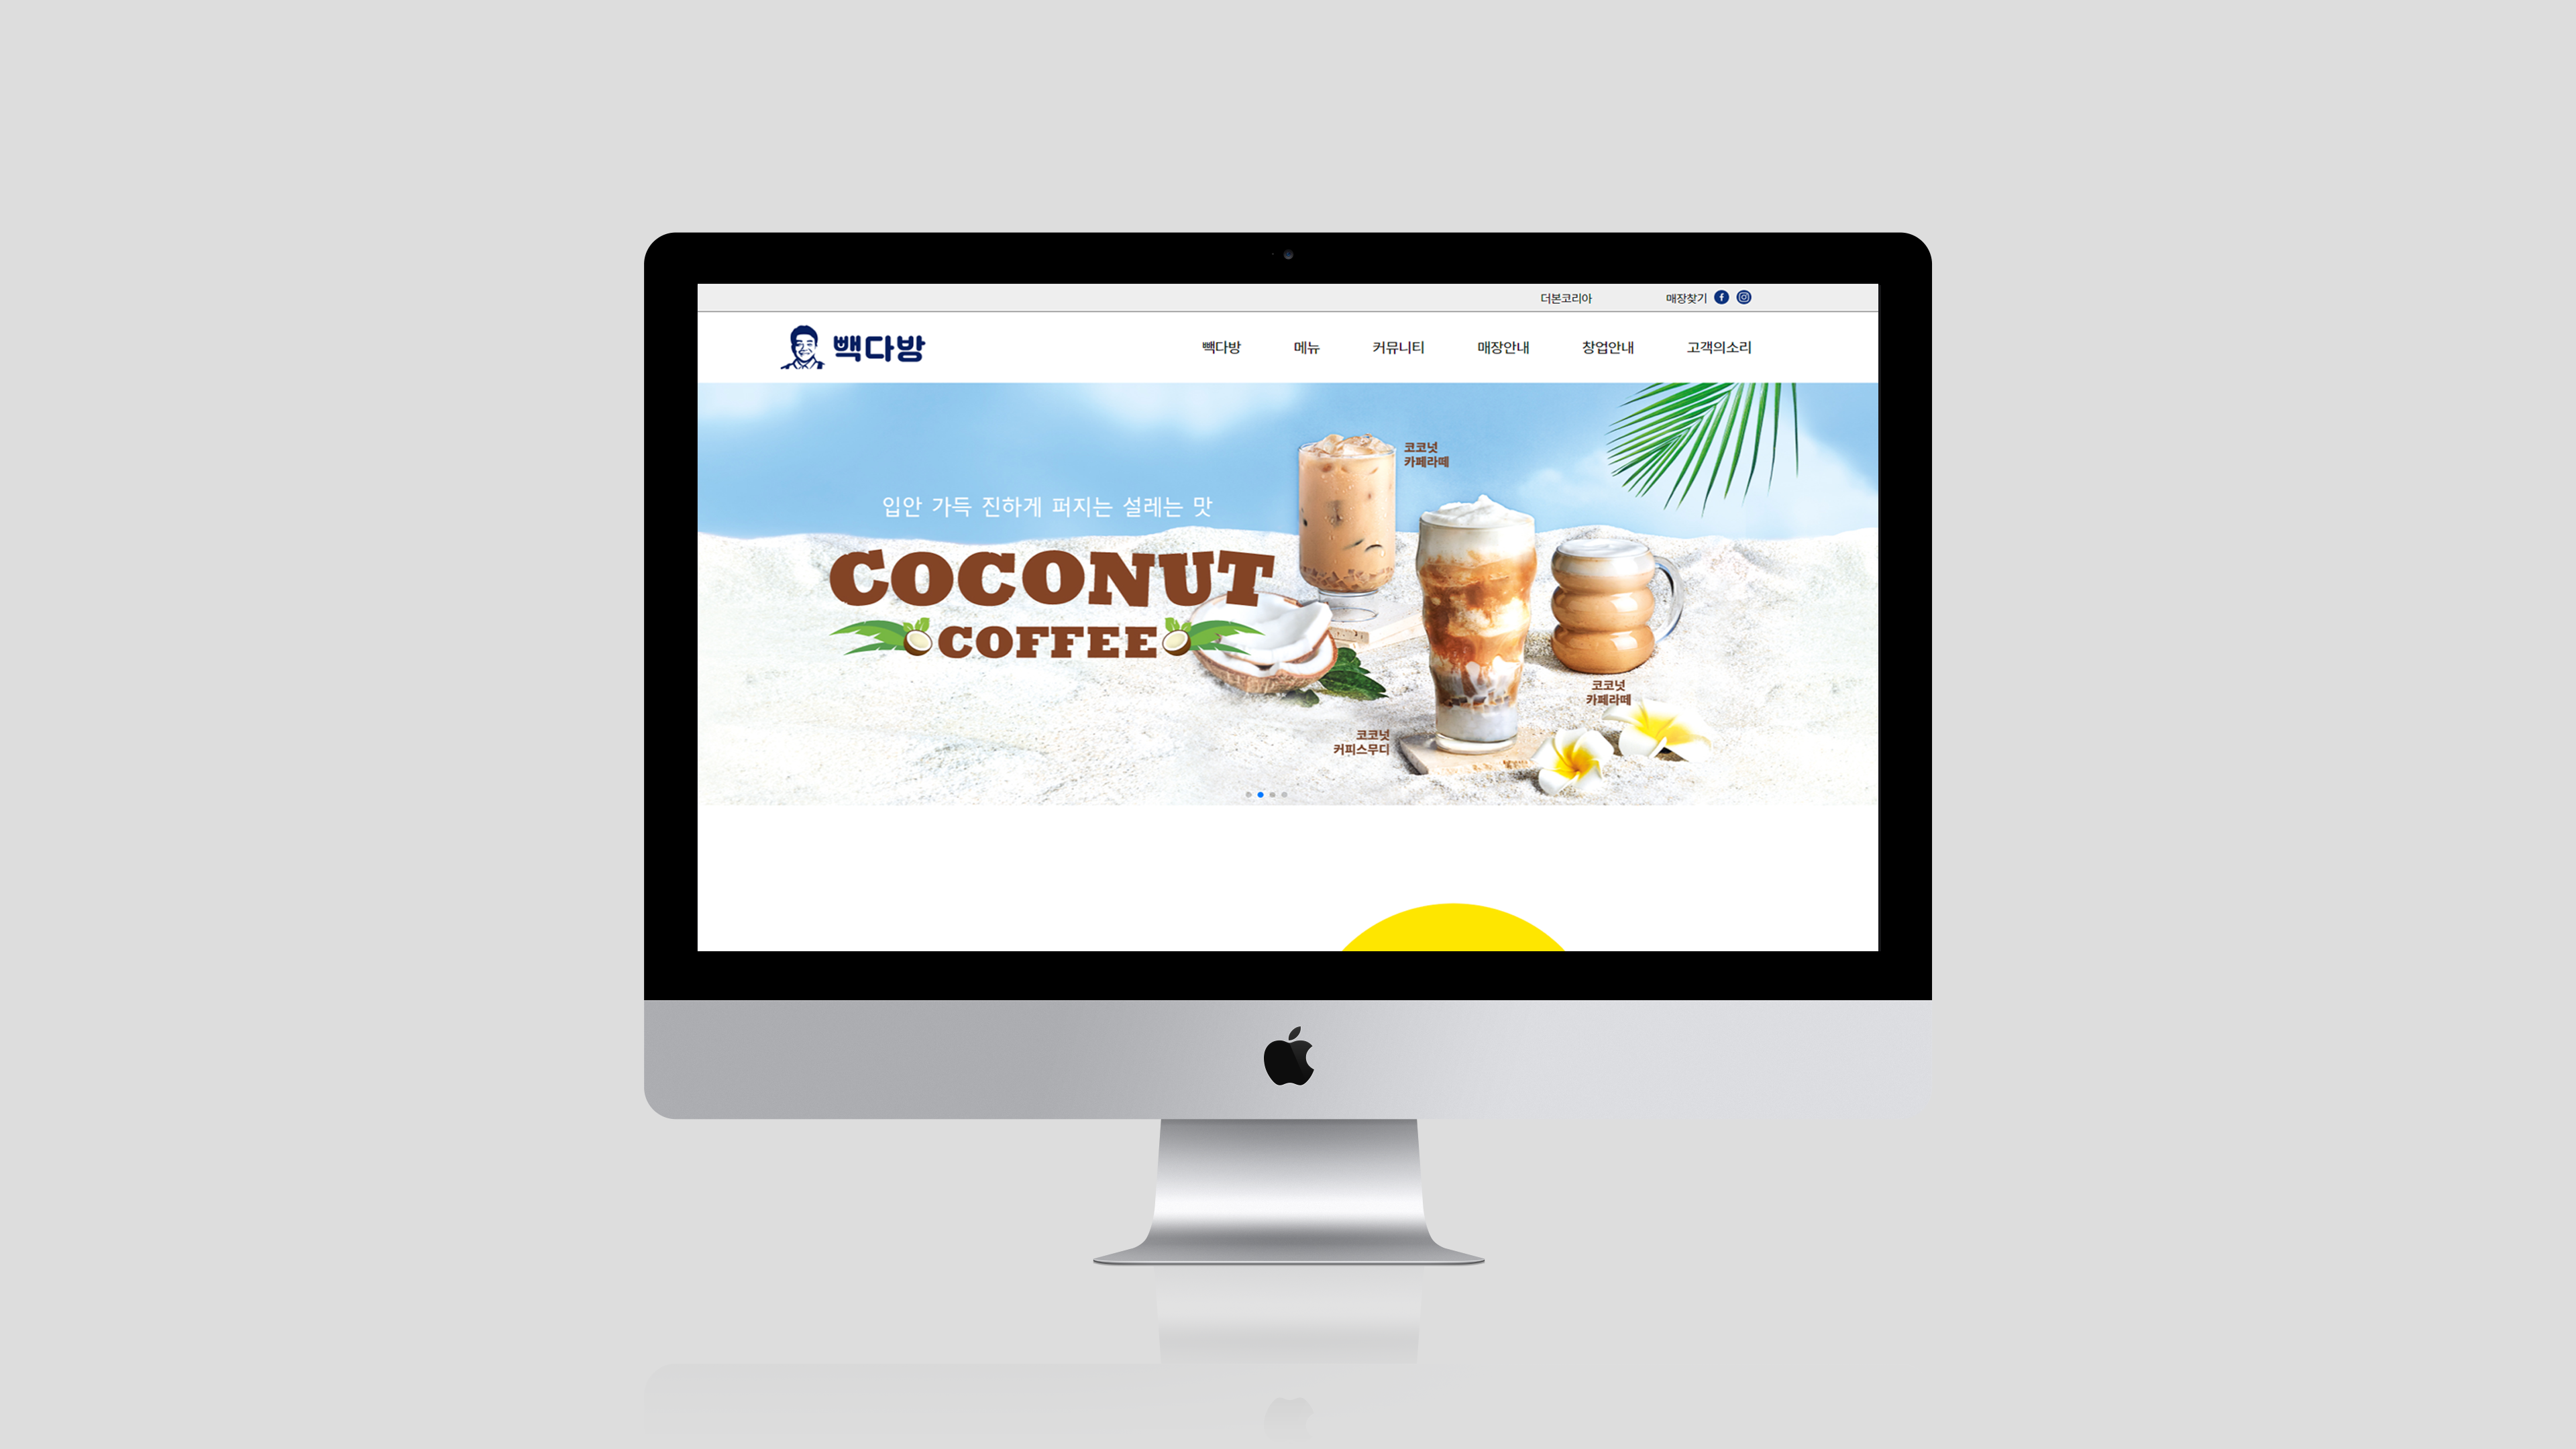 더본코리아 매장찾기
빽다방
빽다방 메뉴 커뮤니티 매장안내 창업안내 고객의소리
입안 가득 진하게 퍼지는 설레는 맛
COCONUT
COFFEE
코코넛
카페라떼
코코넛
카페라떼
코코넛
커피스무디